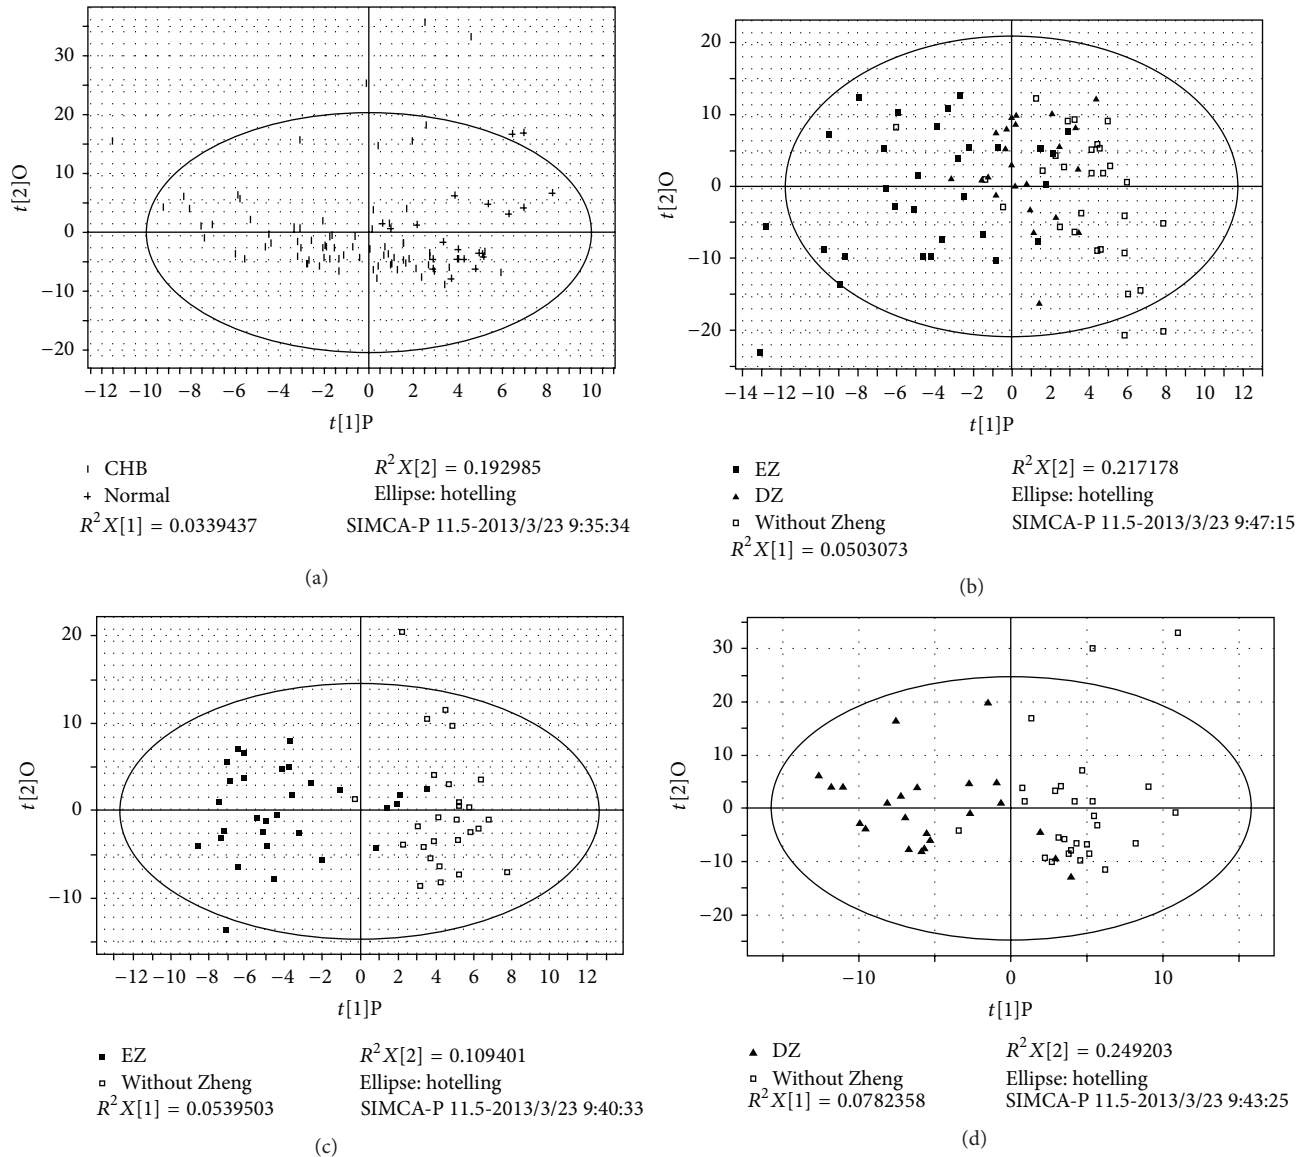 30
20
10
0
−10
−20
t[2]O
−12 −10 −8 −6 −4 −2 0 2 4 6 8 10
t[1]P
CHB
Normal
R²X[1] = 0.0339437
R²X[2] = 0.192985
Ellipse: hotelling
SIMCA-P 11.5-2013/3/23 9:35:34
(a)
20
10
0
−10
−20
t[2]O
−14 −12 −10 −8 −6 −4 −2 0 2 4 6 8 10 12
t[1]P
EZ
DZ
Without Zheng
R²X[1] = 0.0503073
R²X[2] = 0.217178
Ellipse: hotelling
SIMCA-P 11.5-2013/3/23 9:47:15
(b)
20
10
0
−10
t[2]O
−12 −10 −8 −6 −4 −2 0 2 4 6 8 10 12
t[1]P
EZ
Without Zheng
R²X[1] = 0.0539503
R²X[2] = 0.109401
Ellipse: hotelling
SIMCA-P 11.5-2013/3/23 9:40:33
(c)
30
20
10
0
−10
−20
t[2]O
−10 0 10
t[1]P
DZ
Without Zheng
R²X[1] = 0.0782358
R²X[2] = 0.249203
Ellipse: hotelling
SIMCA-P 11.5-2013/3/23 9:43:25
(d)